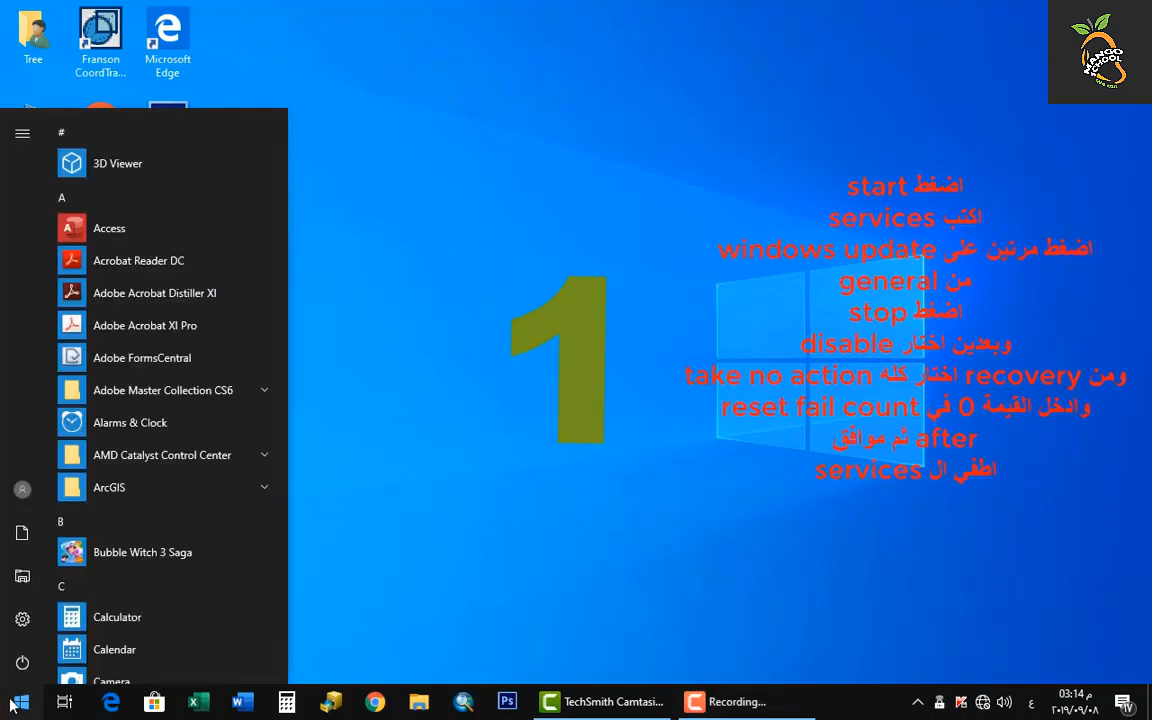 Tree
Franson CoordTra...
Microsoft Edge
MANGO SCHOOL
#
3D Viewer
A
Access
Acrobat Reader DC
Adobe Acrobat Distiller XI
Adobe Acrobat XI Pro
Adobe FormsCentral
Adobe Master Collection CS6
Alarms & Clock
AMD Catalyst Control Center
ArcGIS
B
Bubble Witch 3 Saga
C
Calculator
Calendar
Camera
1
اضغط start
اكتب services
اضغط مرتين على windows update
من general
اضغط stop
وبعدين اختار disable
ومن recovery اختار كله take no action
وادخل القيمة 0 في reset fail count
after ثم موافق
اطفي ال services
TechSmith Camtasi...
Recording...
ع
03:14 م
٢٠١٩/٠٩/٠٨